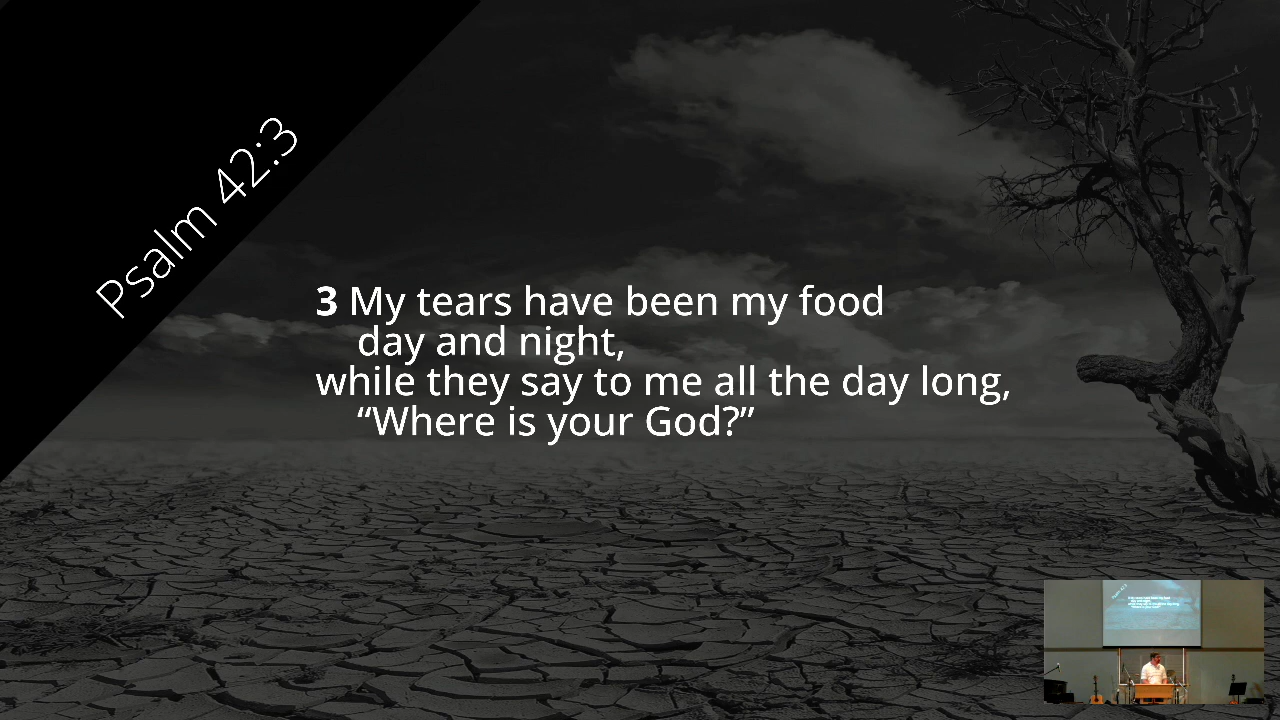 Psalm 42:3
3 My tears have been my food
day and night,
while they say to me all the day long,
“Where is your God?”